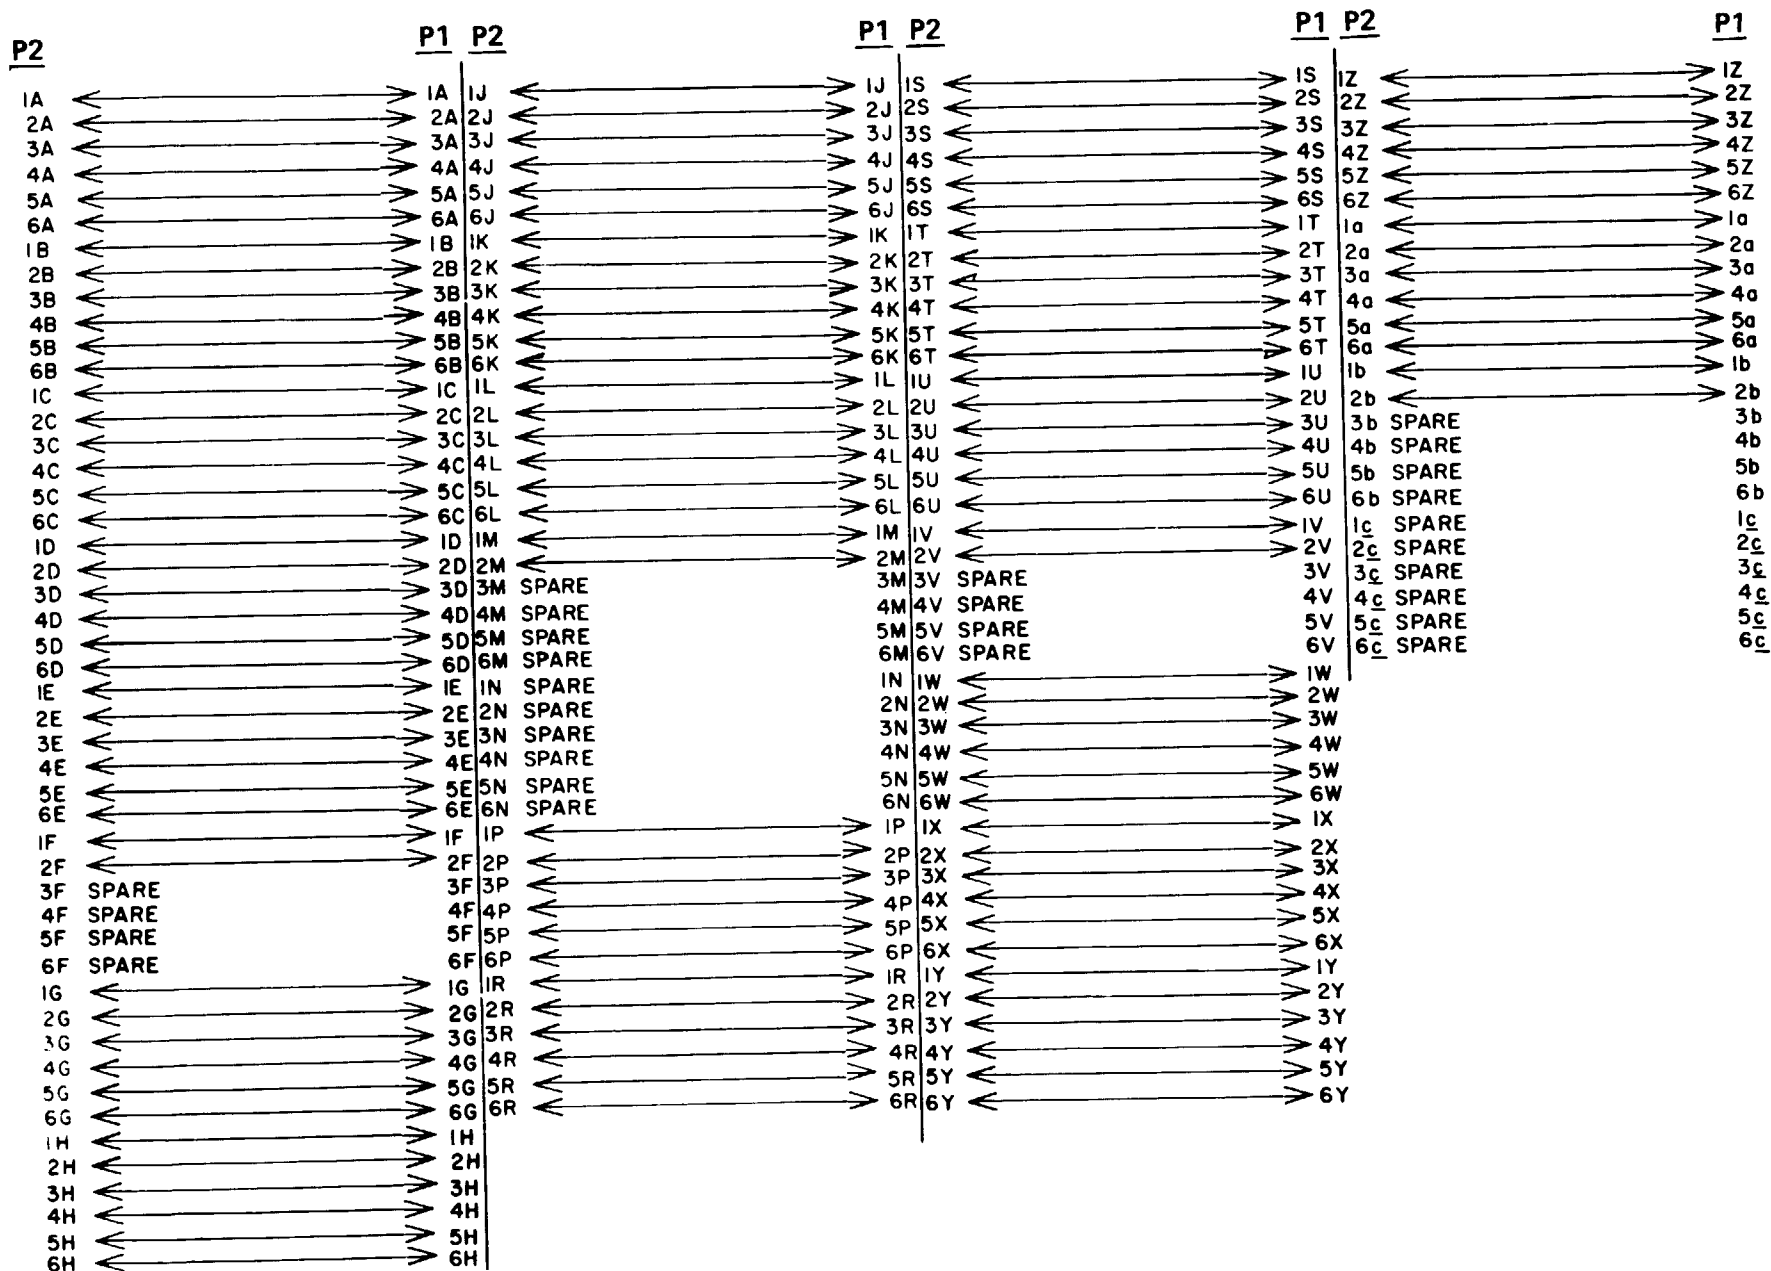 P2 P1
1A 1A
2A 2A
3A 3A
4A 4A
5A 5A
6A 6A
1B 1B
2B 2B
3B 3B
4B 4B
5B 5B
6B 6B
1C 1C
2C 2C
3C 3C
4C 4C
5C 5C
6C 6C
1D 1D
2D 2D
3D 3D
4D 4D
5D 5D
6D 6D
1E 1E
2E 2E
3E 3E
4E 4E
5E 5E
6E 6E
1F 1F
2F 2F
3F SPARE 3F
4F SPARE 4F
5F SPARE 5F
6F SPARE 6F
1G 1G
2G 2G
3G 3G
4G 4G
5G 5G
6G 6G
1H 1H
2H 2H
3H 3H
4H 4H
5H 5H
6H 6H
P2 P1
1J 1J
2J 2J
3J 3J
4J 4J
5J 5J
6J 6J
1K 1K
2K 2K
3K 3K
4K 4K
5K 5K
6K 6K
1L 1L
2L 2L
3L 3L
4L 4L
5L 5L
6L 6L
1M 1M
2M 2M
3M SPARE 3M
4M SPARE 4M
5M SPARE 5M
6M SPARE 6M
1N SPARE 1N
2N SPARE 2N
3N SPARE 3N
4N SPARE 4N
5N SPARE 5N
6N SPARE 6N
1P 1P
2P 2P
3P 3P
4P 4P
5P 5P
6P 6P
1R 1R
2R 2R
3R 3R
4R 4R
5R 5R
6R 6R
P2 P1
1S 1S
2S 2S
3S 3S
4S 4S
5S 5S
6S 6S
1T 1T
2T 2T
3T 3T
4T 4T
5T 5T
6T 6T
1U 1U
2U 2U
3U 3U
4U 4U
5U 5U
6U 6U
1V 1V
2V 2V
3V SPARE 3V
4V SPARE 4V
5V SPARE 5V
6V SPARE 6V
1W 1W
2W 2W
3W 3W
4W 4W
5W 5W
6W 6W
1X 1X
2X 2X
3X 3X
4X 4X
5X 5X
6X 6X
1Y 1Y
2Y 2Y
3Y 3Y
4Y 4Y
5Y 5Y
6Y 6Y
P2 P1
1Z 1Z
2Z 2Z
3Z 3Z
4Z 4Z
5Z 5Z
6Z 6Z
1a 1a
2a 2a
3a 3a
4a 4a
5a 5a
6a 6a
1b 1b
2b 2b
3b SPARE 3b
4b SPARE 4b
5b SPARE 5b
6b SPARE 6b
1c SPARE 1c
2c SPARE 2c
3c SPARE 3c
4c SPARE 4c
5c SPARE 5c
6c SPARE 6c